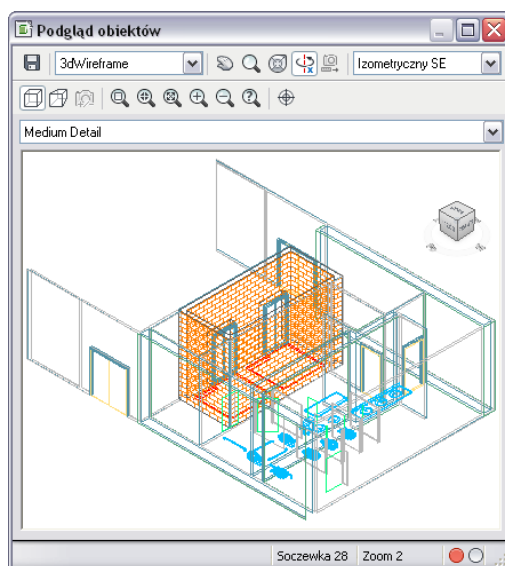 Podgląd obiektów
3dWireframe
Izometryczny SE
Medium Detail
Soczewka 28 Zoom 2